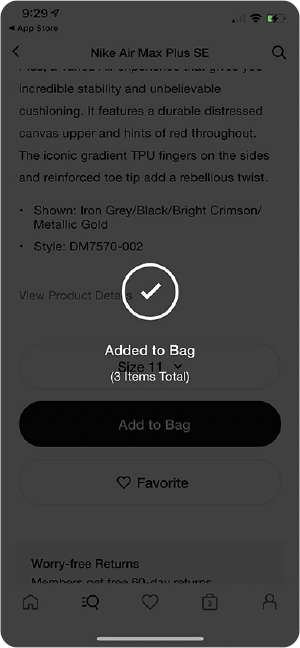 9:29
App Store
Nike Air Max Plus SE
Plus, a Tuned Air experience that gives you
incredible stability and unbelievable
cushioning. It features a durable distressed
canvas upper and hints of red throughout.
The iconic gradient TPU fingers on the sides
and reinforced toe tip add a rebellious twist.
• Shown: Iron Grey/Black/Bright Crimson/
Metallic Gold
• Style: DM7570-002
View Product Details
Added to Bag
Size 11
(3 Items Total)
Add to Bag
Favorite
Worry-free Returns
Members get free 60-day returns
3